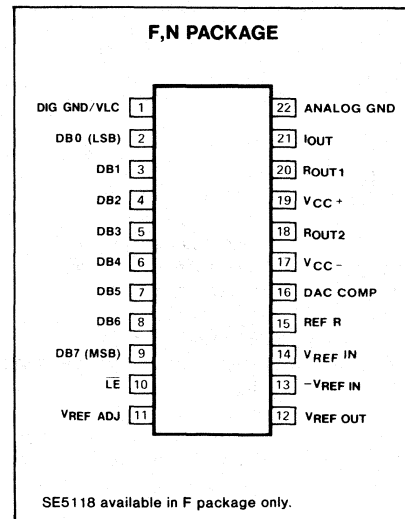 F,N PACKAGE
DIG GND/VLC 1 22 ANALOG GND
DB0 (LSB) 2 21 IOUT
DB1 3 20 ROUT1
DB2 4 19 VCC +
DB3 5 18 ROUT2
DB4 6 17 VCC −
DB5 7 16 DAC COMP
DB6 8 15 REF R
DB7 (MSB) 9 14 VREF IN
L̅E̅ 10 13 −VREF IN
VREF ADJ 11 12 VREF OUT
SE5118 available in F package only.